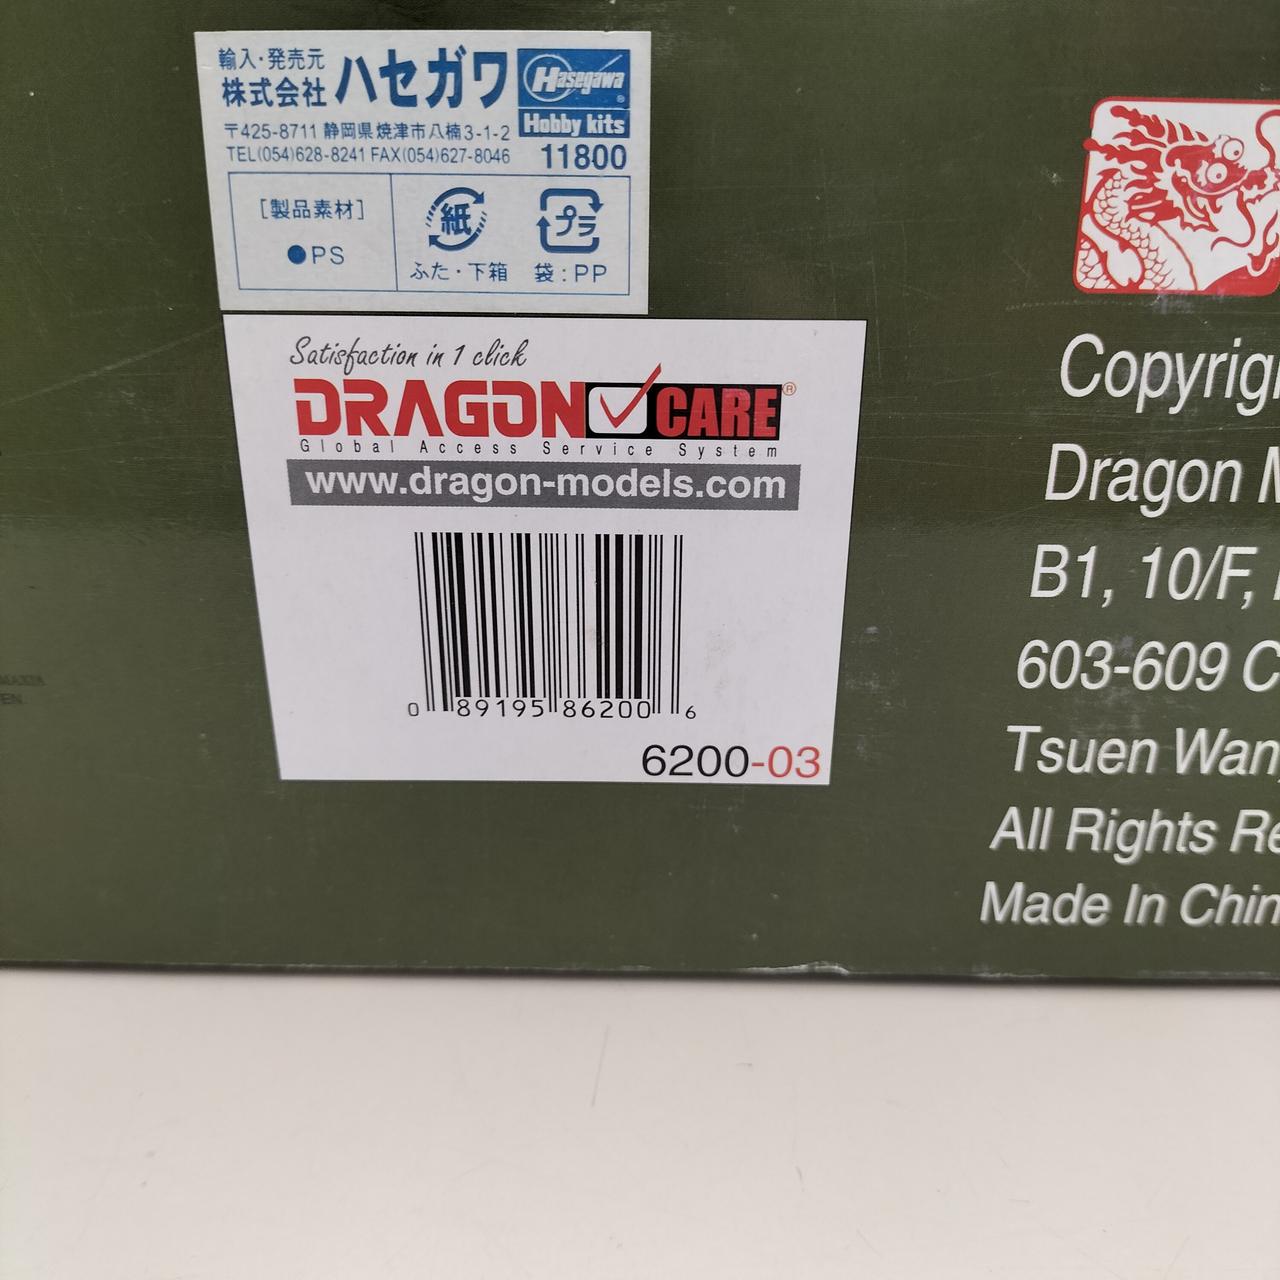 輸入・発売元
株式会社 ハセガワ
Hasegawa®
Hobby kits
〒425-8711 静岡県焼津市八楠3-1-2
TEL(054)628-8241 FAX(054)627-8046
11800
[製品素材]
●PS
紙
プラ
ふた・下箱
袋:PP
Satisfaction in 1 click
DRAGON CARE®
Global Access Service System
www.dragon-models.com
0 89195 86200 6
6200-03
Copyrig
Dragon M
B1, 10/F,
603-609 C
Tsuen Wan,
All Rights Re
Made In Chin